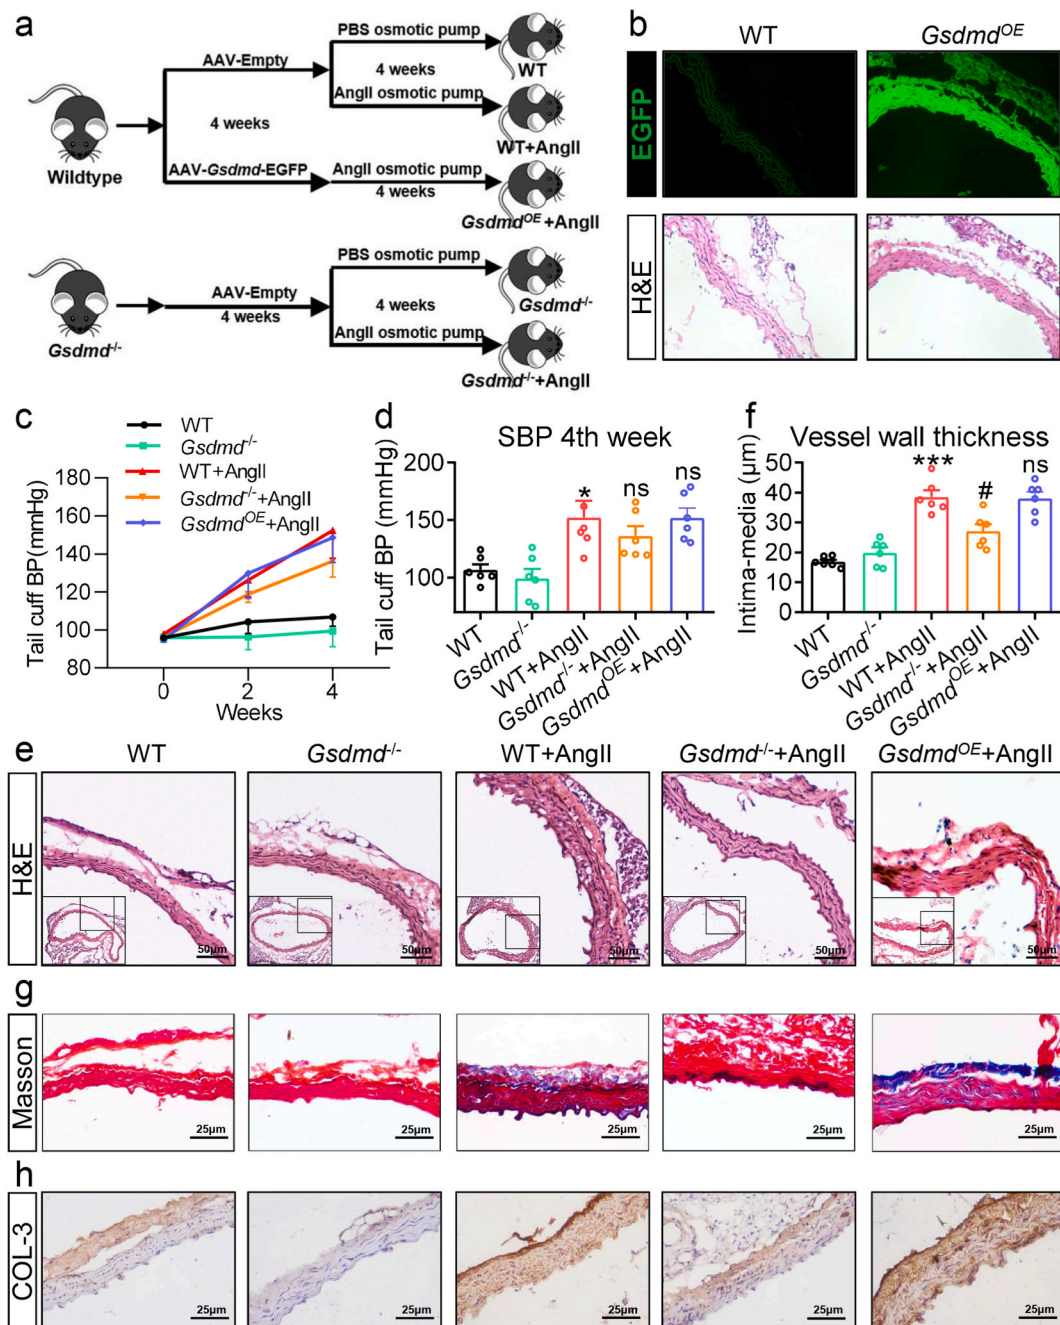 a
PBS osmotic pump
AAV-Empty
4 weeks
WT
AngII osmotic pump
4 weeks
WT+AngII
Wildtype
AAV-Gsdmd-EGFP
AngII osmotic pump
4 weeks
Gsdmd^OE +AngII
PBS osmotic pump
AAV-Empty
4 weeks
4 weeks
Gsdmd^-/-
Gsdmd^-/-
AngII osmotic pump
Gsdmd^-/-+AngII
b
WT
Gsdmd^OE
EGFP
H&E
c
WT
Gsdmd^-/-
WT+AngII
Gsdmd^-/-+AngII
Gsdmd^OE+AngII
Tail cuff BP(mmHg)
180
160
140
120
100
80
0
2
4
Weeks
d
SBP 4th week
Tail cuff BP (mmHg)
200
150
100
*
ns
ns
WT
Gsdmd^-/-
WT+AngII
Gsdmd^-/-+AngII
Gsdmd^OE+AngII
f
Vessel wall thickness
Intima-media (μm)
50
40
30
20
10
0
***
#
ns
WT
Gsdmd^-/-
WT+AngII
Gsdmd^-/-+AngII
Gsdmd^OE+AngII
e
WT
Gsdmd^-/-
WT+AngII
Gsdmd^-/-+AngII
Gsdmd^OE+AngII
H&E
50μm
50μm
50μm
50μm
50μm
g
Masson
25μm
25μm
25μm
25μm
25μm
h
COL-3
25μm
25μm
25μm
25μm
25μm